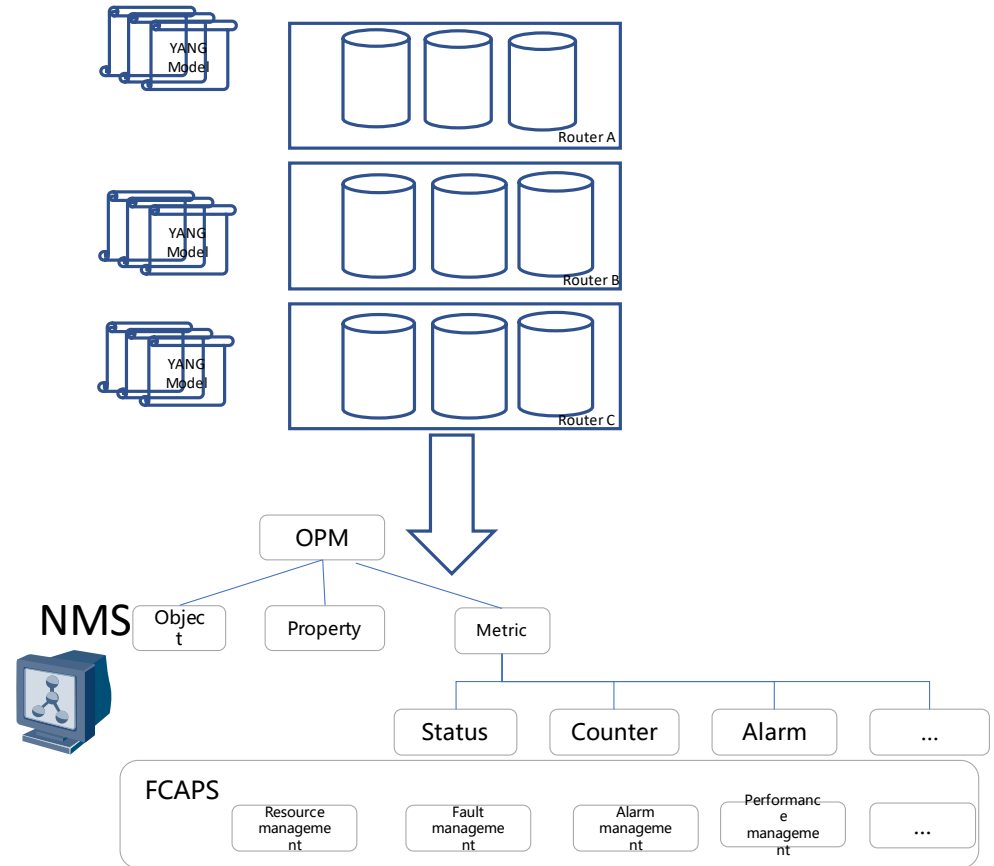 YANG
Model
Router A
YANG
Model
Router B
YANG
Model
Router C
OPM
NMS
Objec
t
Property
Metric
Status
Counter
Alarm
...
FCAPS
Resource
manageme
nt
Fault
manageme
nt
Alarm
manageme
nt
Performanc
e
manageme
nt
...